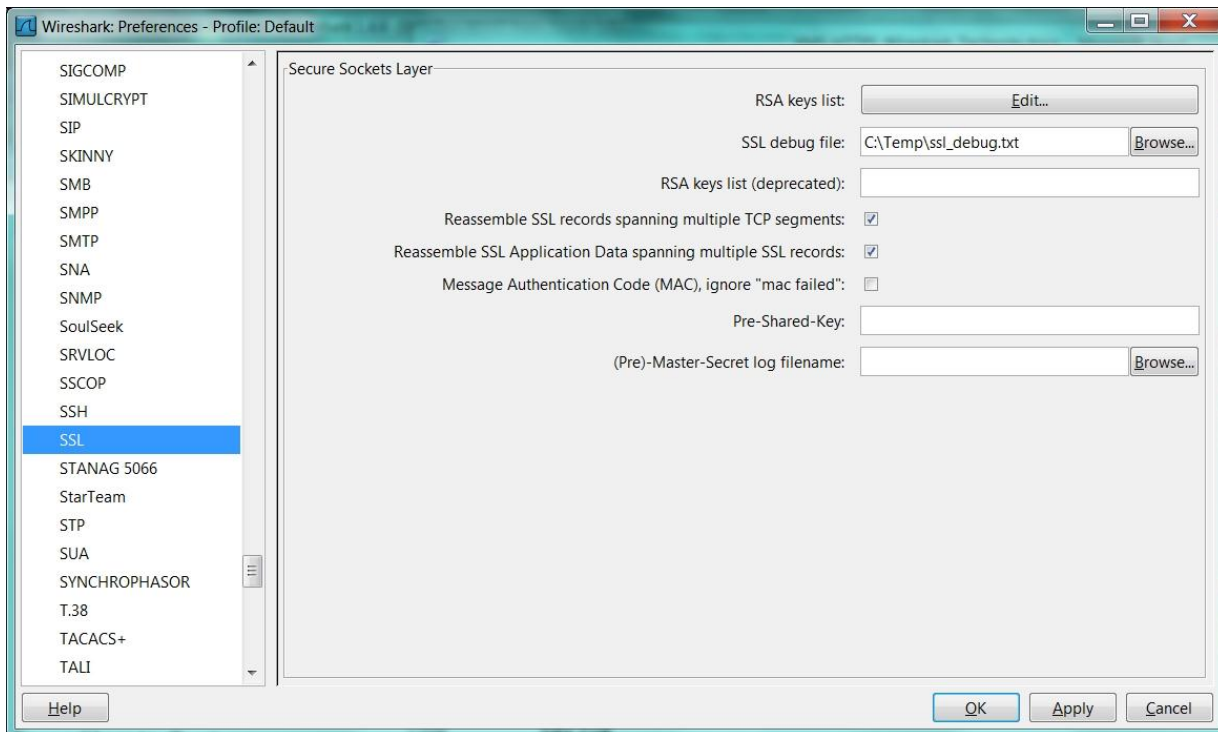 Wireshark: Preferences - Profile: Default
SIGCOMP
SIMULCRYPT
SIP
SKINNY
SMB
SMPP
SMTP
SNA
SNMP
SoulSeek
SRVLOC
SSCOP
SSH
SSL
STANAG 5066
StarTeam
STP
SUA
SYNCHROPHASOR
T.38
TACACS+
TALI
Secure Sockets Layer
RSA keys list: Edit...
SSL debug file: C:\Temp\ssl_debug.txt Browse...
RSA keys list (deprecated):
Reassemble SSL records spanning multiple TCP segments:
Reassemble SSL Application Data spanning multiple SSL records:
Message Authentication Code (MAC), ignore "mac failed":
Pre-Shared-Key:
(Pre)-Master-Secret log filename: Browse...
Help OK Apply Cancel